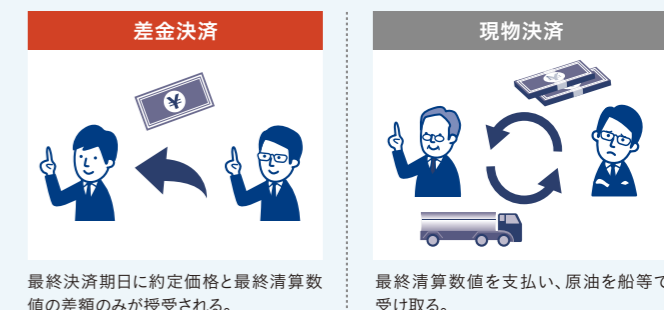 差金決済
現物決済
¥
最終決済期日に約定価格と最終清算数
値の差額のみが授受される。
最終清算数値を支払い、原油を船等で
受け取る。